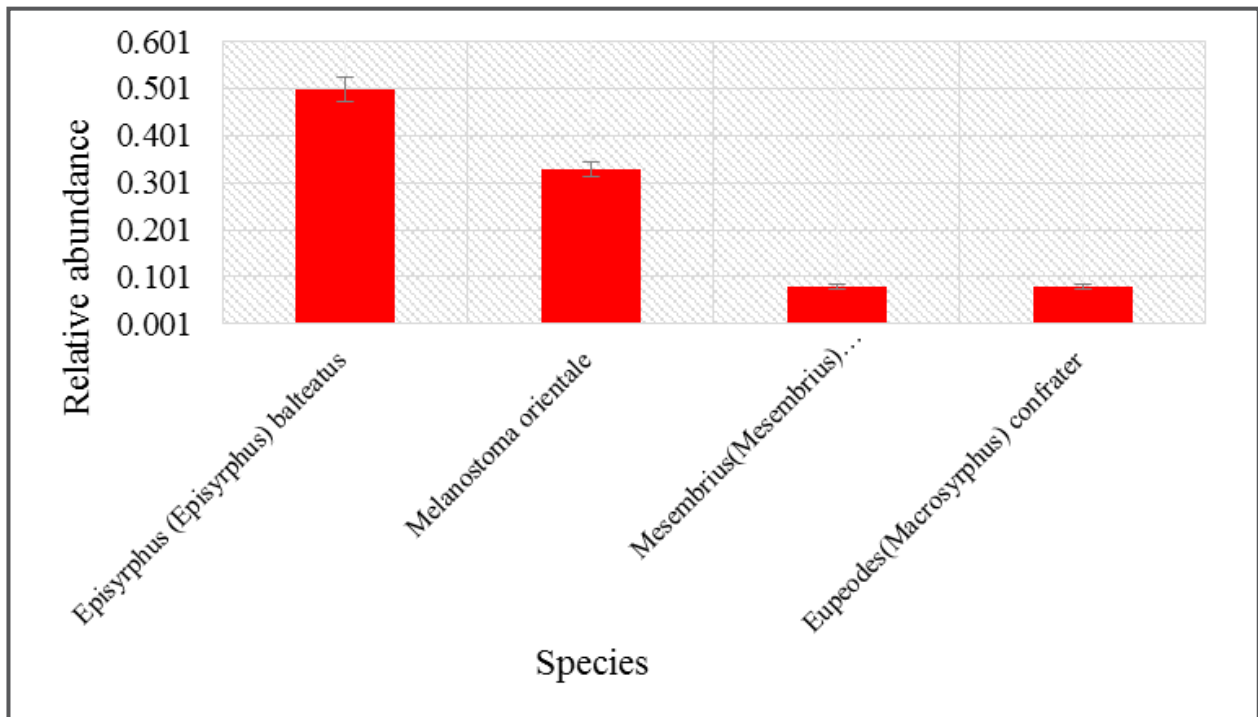 0.601
0.501
0.401
0.301
0.201
0.101
0.001
Relative abundance
Episyrphus (Episyrphus) balteatus
Melanostoma orientale
Mesembrius(Mesembrius)…
Eupeodes(Macrosyrphus) confrater
Species